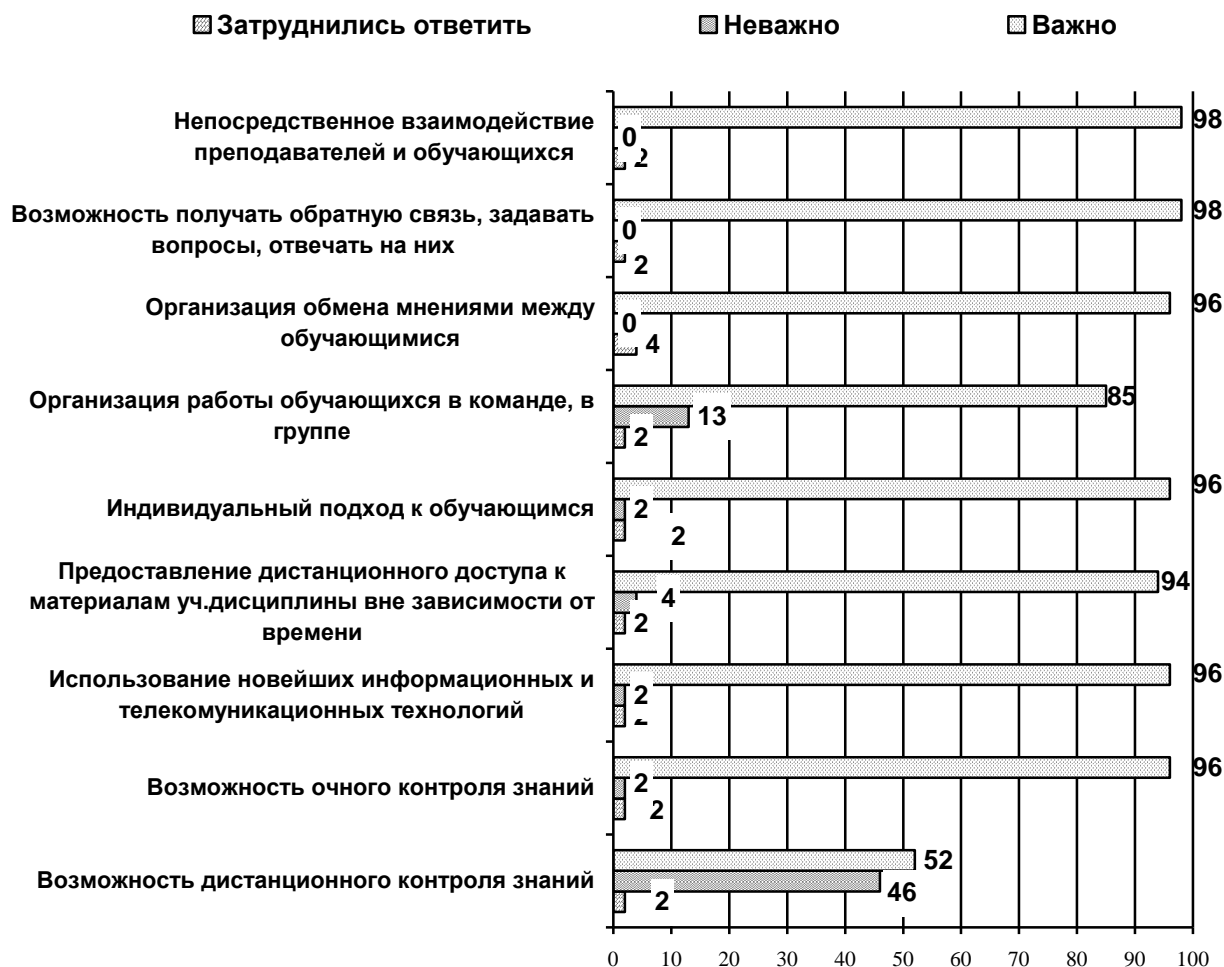 Затруднились ответить Неважно Важно
Непосредственное взаимодействие
преподавателей и обучающихся
98
0
2
Возможность получать обратную связь, задавать
вопросы, отвечать на них
98
0
2
Организация обмена мнениями между
обучающимися
96
0
4
Организация работы обучающихся в команде, в
группе
85
13
2
Индивидуальный подход к обучающимся
96
2
2
Предоставление дистанционного доступа к
материалам уч.дисциплины вне зависимости от
времени
94
4
2
Использование новейших информационных и
телекомуникационных технологий
96
2
Возможность очного контроля знаний
96
2
2
Возможность дистанционного контроля знаний
52
46
2
0 10 20 30 40 50 60 70 80 90 100